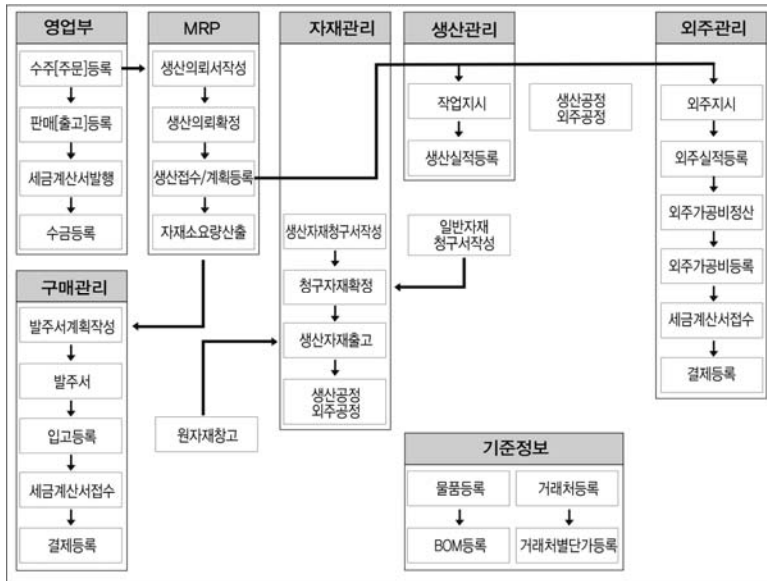 영업부
수주[주문]등록
판매[출고]등록
세금계산서발행
수금등록
MRP
생산의뢰서작성
생산의뢰확정
생산접수/계획등록
자재소요량산출
자재관리
생산자재청구서작성
청구자재확정
생산자재출고
생산공정
외주공정
생산관리
작업지시
생산실적등록
생산공정
외주공정
일반자재
청구서작성
외주관리
외주지시
외주실적등록
외주가공비정산
외주가공비등록
세금계산서접수
결제등록
구매관리
발주서계획작성
발주서
입고등록
세금계산서접수
결제등록
원자재창고
기준정보
물품등록
거래처등록
BOM등록
거래처별단가등록